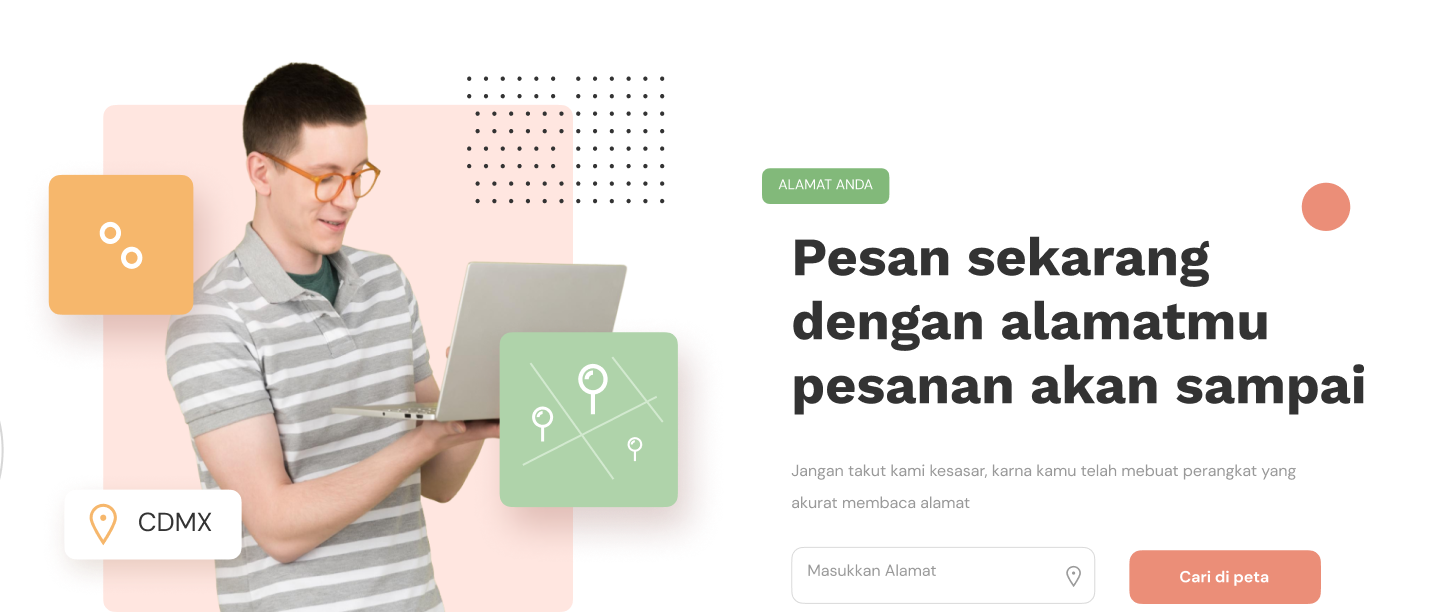 ALAMAT ANDA
Pesan sekarang
dengan alamatmu
pesanan akan sampai
Jangan takut kami kesasar, karna kamu telah mebuat perangkat yang
akurat membaca alamat
Masukkan Alamat
Cari di peta
CDMX